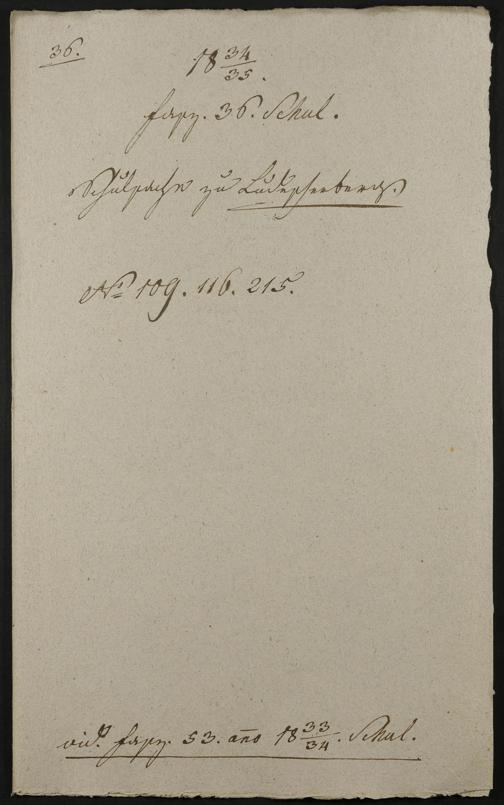 36.
18 34/35.
fasz. 36. Schul.
Schulsache zu Ludescherberg.
No 109. 116. 215.
vid. fasz. 53. ano 18 33/34. Schul.